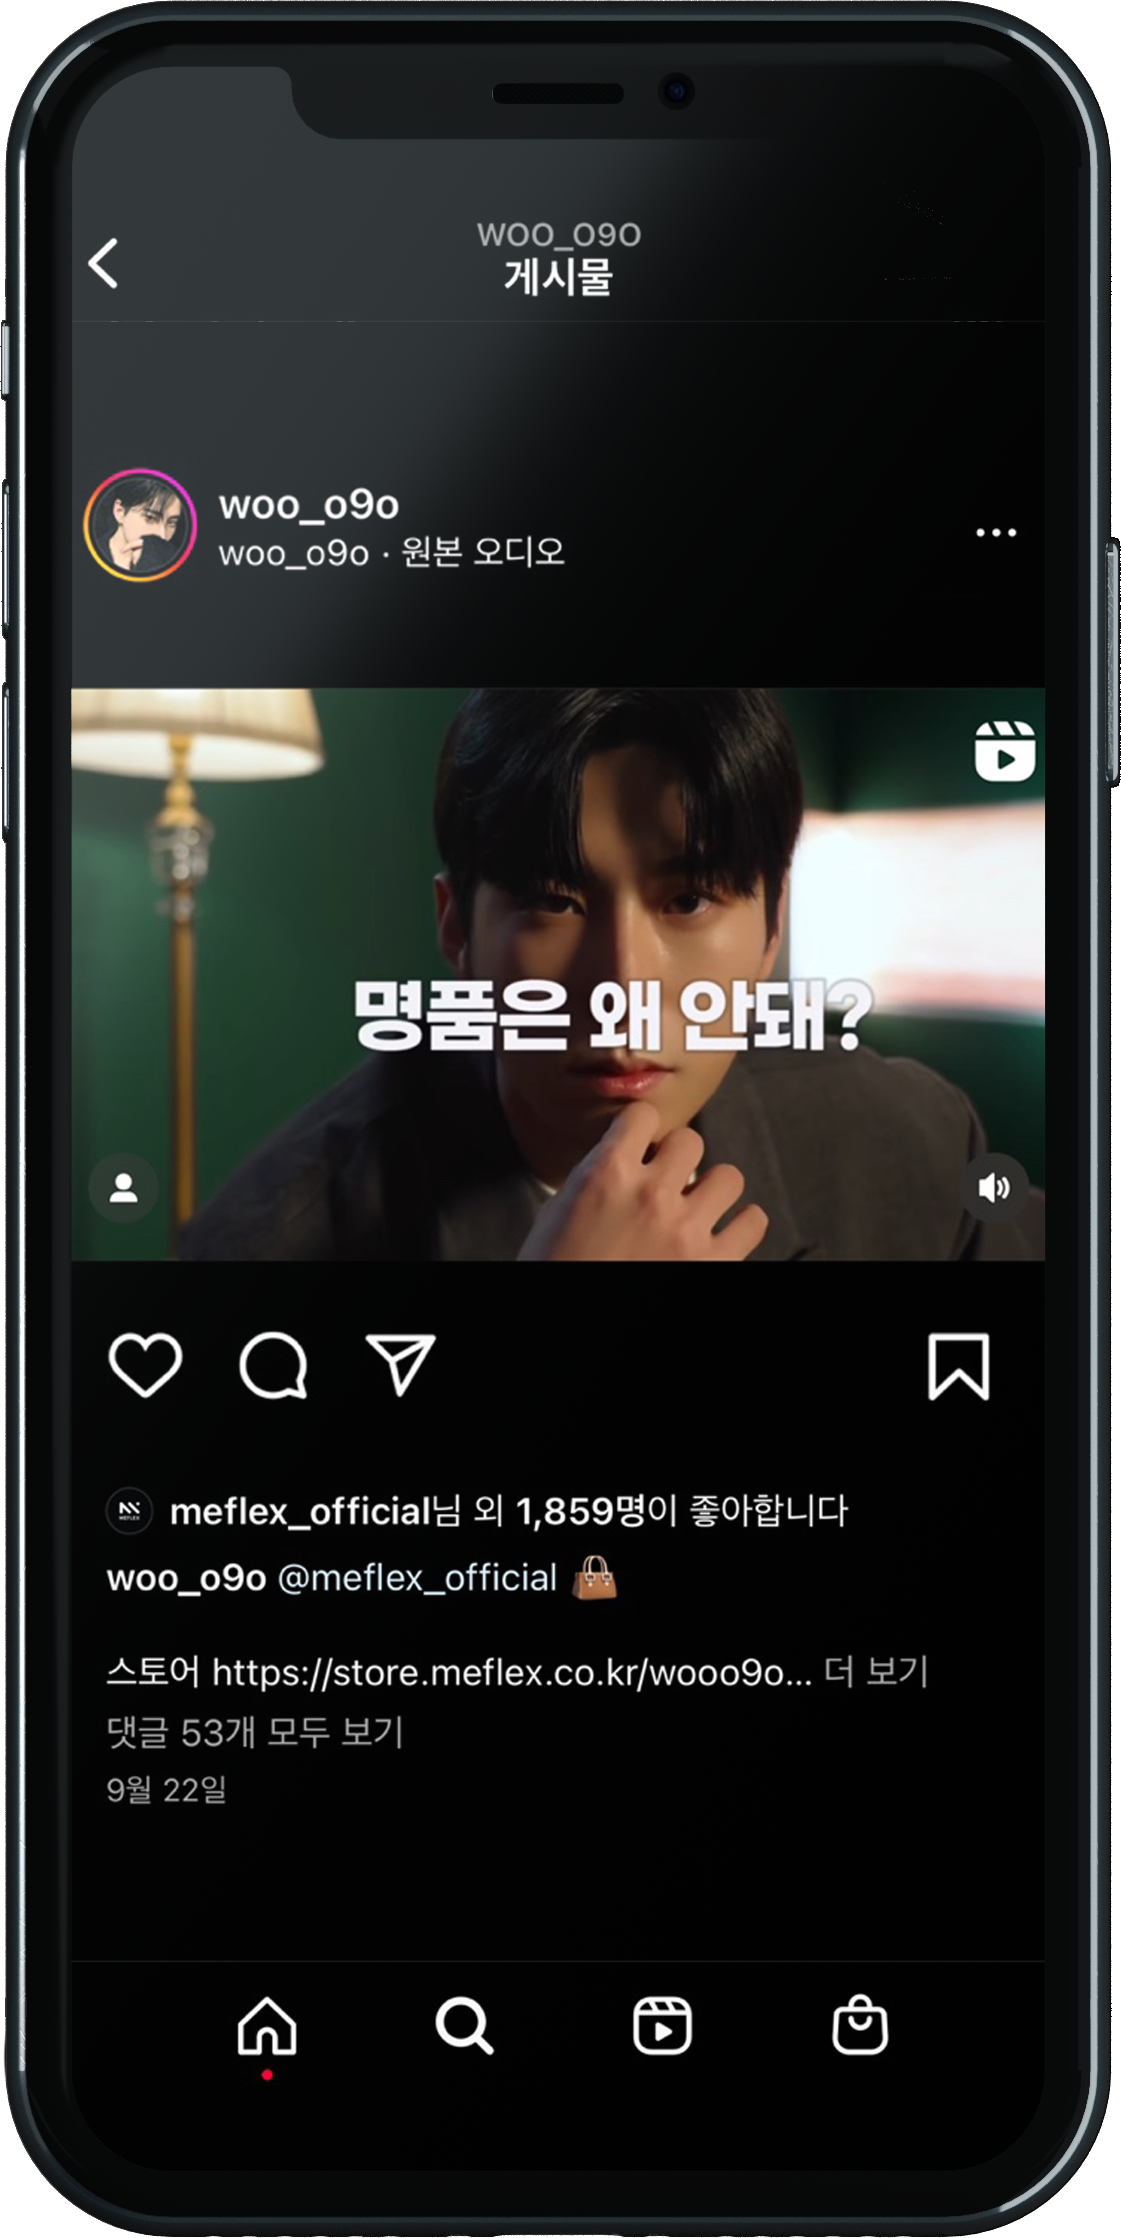 woo_o9o
게시물
woo_o9o
woo_o9o · 원본 오디오
명품은 왜 안돼?
meflex_official님 외 1,859명이 좋아합니다
woo_o9o @meflex_official 👜
스토어 https://store.meflex.co.kr/wooo9o... 더 보기
댓글 53개 모두 보기
9월 22일